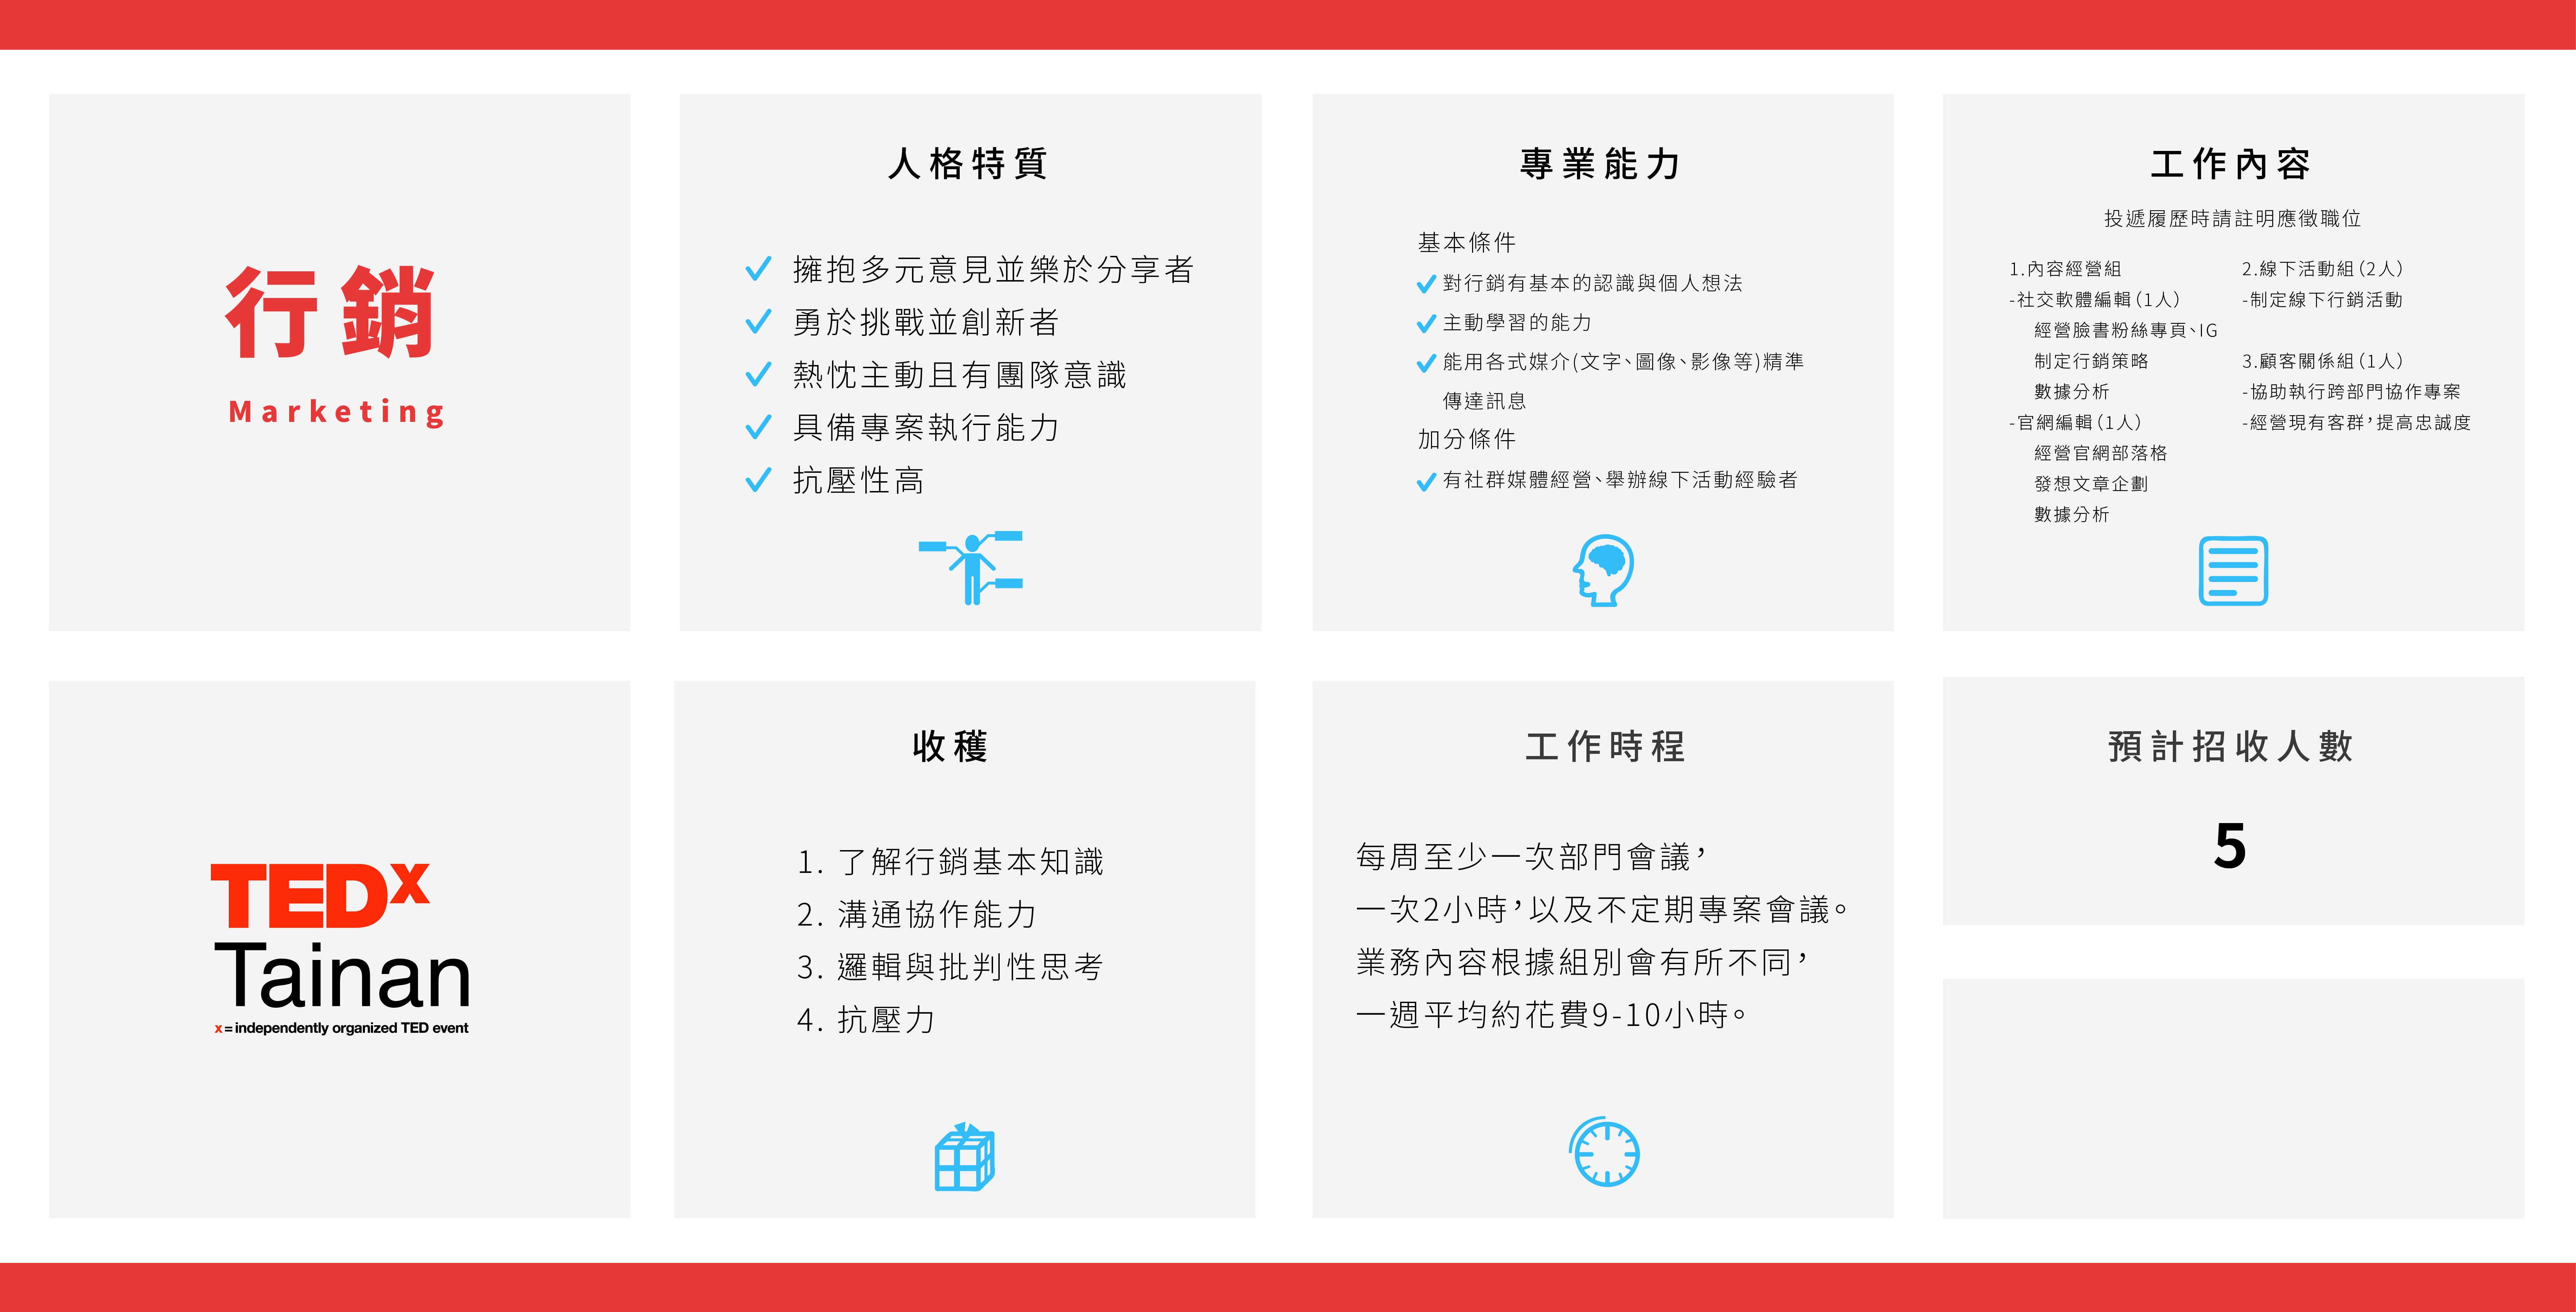 行銷
Marketing
人格特質
擁抱多元意見並樂於分享者
勇於挑戰並創新者
熱忱主動且有團隊意識
具備專案執行能力
抗壓性高
專業能力
基本條件
對行銷有基本的認識與個人想法
主動學習的能力
能用各式媒介(文字、圖像、影像等)精準
傳達訊息
加分條件
有社群媒體經營、舉辦線下活動經驗者
工作內容
投遞履歷時請註明應徵職位
1.內容經營組
-社交軟體編輯（1人）
經營臉書粉絲專頁、IG
制定行銷策略
數據分析
-官網編輯（1人）
經營官網部落格
發想文章企劃
數據分析
2.線下活動組（2人）
-制定線下行銷活動
3.顧客關係組（1人）
-協助執行跨部門協作專案
-經營現有客群，提高忠誠度
TEDx
Tainan
x = independently organized TED event
收穫
1. 了解行銷基本知識
2. 溝通協作能力
3. 邏輯與批判性思考
4. 抗壓力
工作時程
每周至少一次部門會議，
一次2小時，以及不定期專案會議。
業務內容根據組別會有所不同，
一週平均約花費9-10小時。
預計招收人數
5